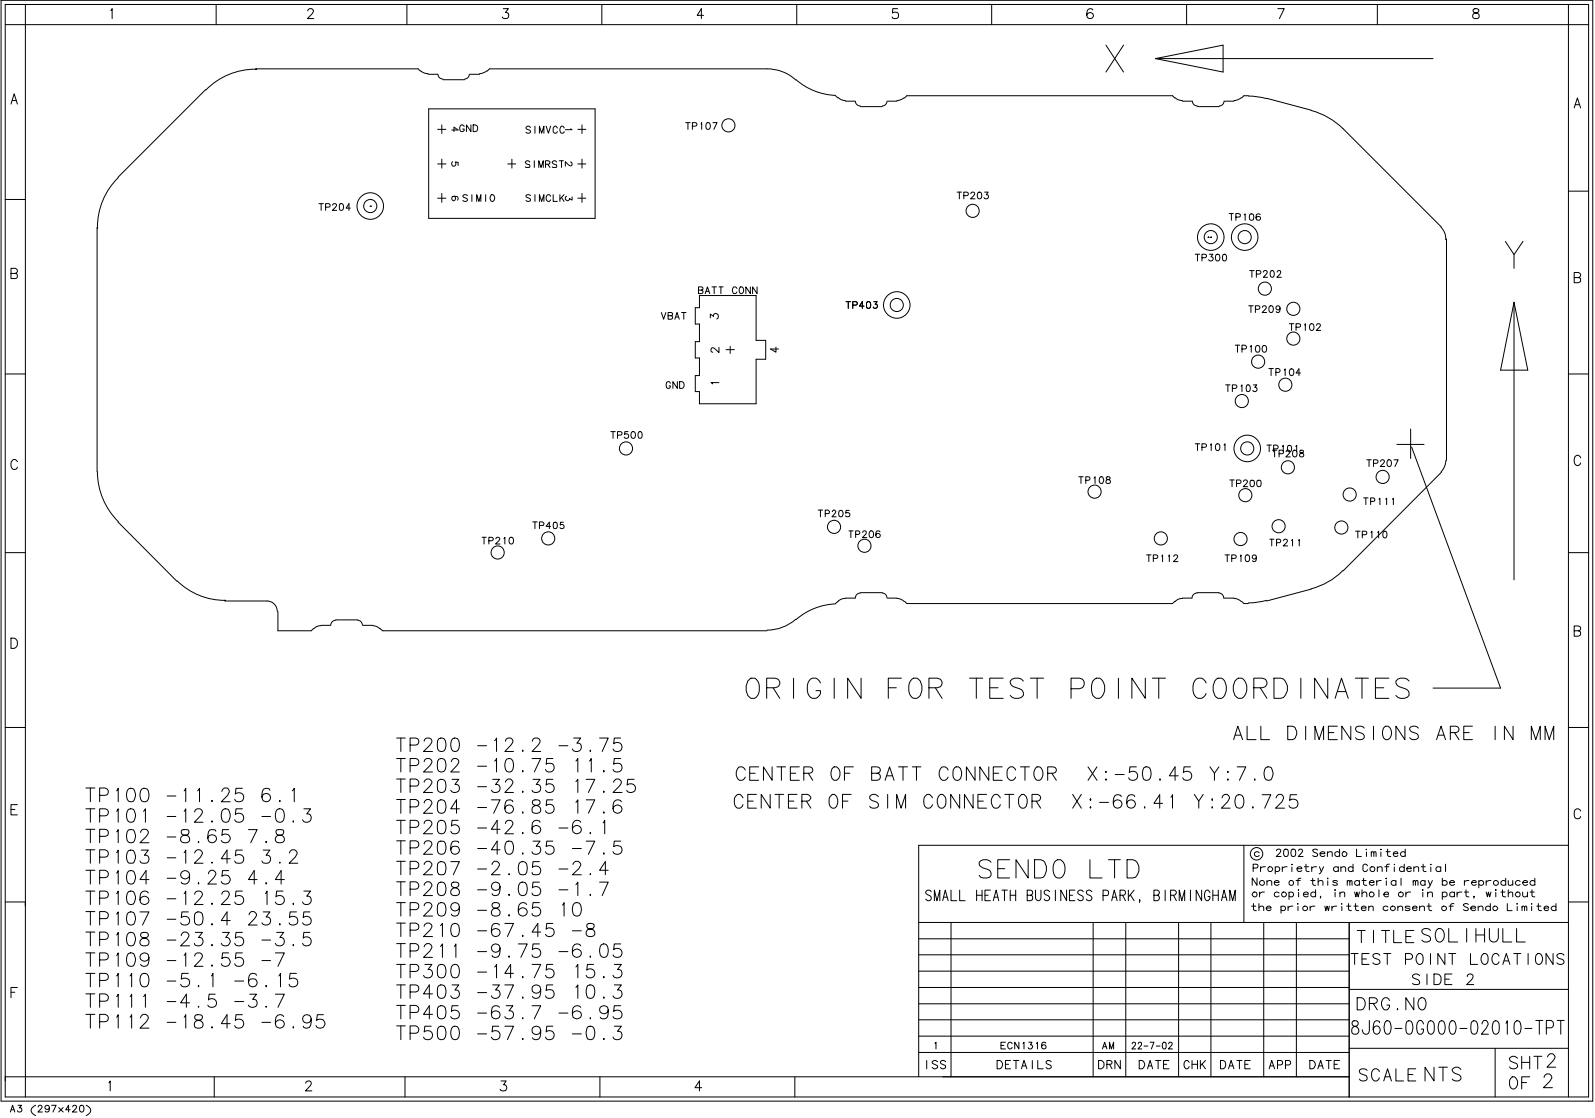 1 2 3 4 5 6 7 8
X
A A
4 GND SIMVCC 1
5 SIMRST 2
6 SIMIO SIMCLK 3
TP107
TP204
TP203
TP106
TP300
Y
B B
TP202
BATT CONN
VBAT 3
TP403
TP209
TP102
2 4
TP100
GND 1
TP104
TP103
TP500
TP101 TP101
TP208
C C
TP207
TP108
TP200
TP111
TP205
TP405
TP206
TP210
TP110
TP211
TP112
TP109
D B
ORIGIN FOR TEST POINT COORDINATES
ALL DIMENSIONS ARE IN MM
CENTER OF BATT CONNECTOR X:-50.45 Y:7.0
CENTER OF SIM CONNECTOR X:-66.41 Y:20.725
E C
TP100 -11.25 6.1
TP101 -12.05 -0.3
TP102 -8.65 7.8
TP103 -12.45 3.2
TP104 -9.25 4.4
TP106 -12.25 15.3
TP107 -50.4 23.55
TP108 -23.35 -3.5
TP109 -12.55 -7
TP110 -5.1 -6.15
TP111 -4.5 -3.7
TP112 -18.45 -6.95
TP200 -12.2 -3.75
TP202 -10.75 11.5
TP203 -32.35 17.25
TP204 -76.85 17.6
TP205 -42.6 -6.1
TP206 -40.35 -7.5
TP207 -2.05 -2.4
TP208 -9.05 -1.7
TP209 -8.65 10
TP210 -67.45 -8
TP211 -9.75 -6.05
TP300 -14.75 15.3
TP403 -37.95 10.3
TP405 -63.7 -6.95
TP500 -57.95 -0.3
F
SENDO LTD
SMALL HEATH BUSINESS PARK, BIRMINGHAM
© 2002 Sendo Limited
Proprietry and Confidential
None of this material may be reproduced
or copied, in whole or in part, without
the prior written consent of Sendo Limited
TITLE SOLIHULL
TEST POINT LOCATIONS
SIDE 2
DRG.NO
8J60-0G000-02010-TPT
1 ECN1316 AM 22-7-02
ISS DETAILS DRN DATE CHK DATE APP DATE
SCALE NTS
SHT2
OF 2
1 2 3 4
A3 (297x420)